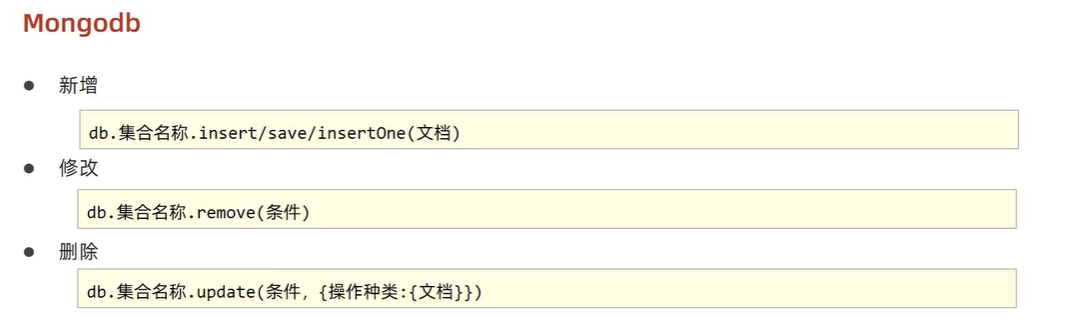 Mongodb
● 新增
db.集合名称.insert/save/insertOne(文档)
● 修改
db.集合名称.remove(条件)
● 删除
db.集合名称.update(条件, {操作种类:{文档}})